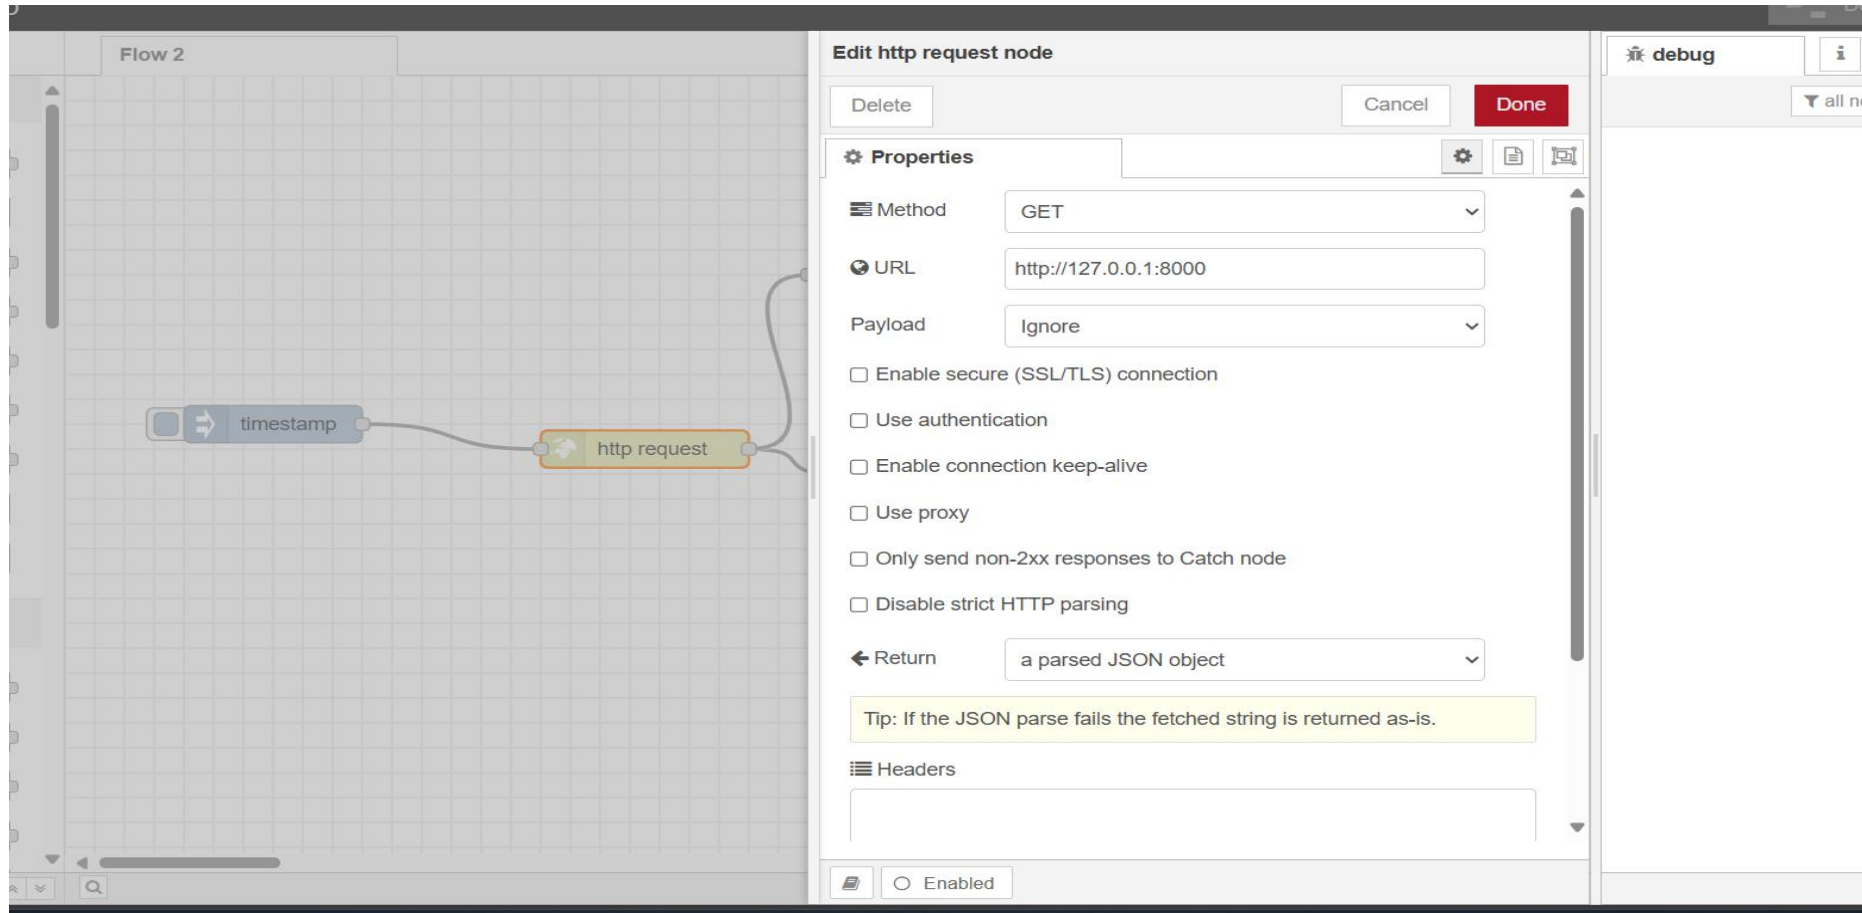 Flow 2
timestamp
http request
Edit http request node
Delete
Cancel
Done
Properties
Method
GET
URL
http://127.0.0.1:8000
Payload
Ignore
Enable secure (SSL/TLS) connection
Use authentication
Enable connection keep-alive
Use proxy
Only send non-2xx responses to Catch node
Disable strict HTTP parsing
Return
a parsed JSON object
Tip: If the JSON parse fails the fetched string is returned as-is.
Headers
Enabled
debug
i
all